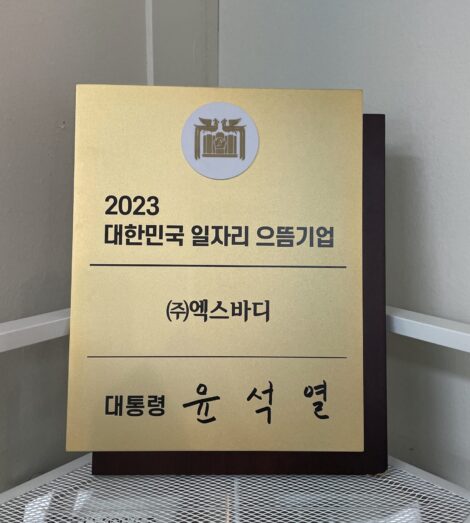 2023
대한민국 일자리 으뜸기업
㈜엑스바디
대통령 윤석열